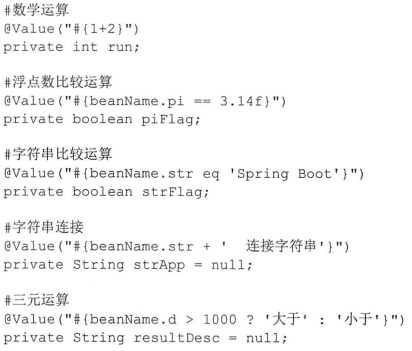 #数学运算
@Value("#{1+2}")
private int run;
#浮点数比较运算
@Value("#{beanName.pi == 3.14f}")
private boolean piFlag;
#字符串比较运算
@Value("#{beanName.str eq 'Spring Boot'}")
private boolean strFlag;
#字符串连接
@Value("#{beanName.str + '  连接字符串'}")
private String strApp = null;
#三元运算
@Value("#{beanName.d > 1000 ? '大于' : '小于'}")
private String resultDesc = null;